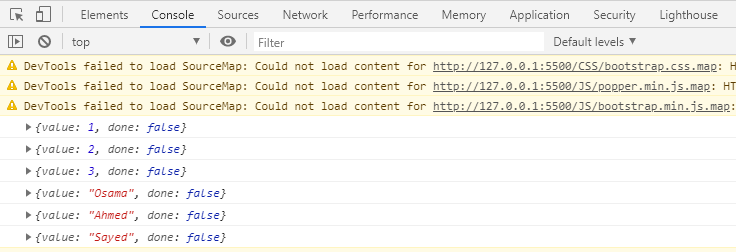 Elements Console Sources Network Performance Memory Application Security Lighthouse
top Filter Default levels
DevTools failed to load SourceMap: Could not load content for http://127.0.0.1:5500/CSS/bootstrap.css.map: H
DevTools failed to load SourceMap: Could not load content for http://127.0.0.1:5500/JS/popper.min.js.map: HT
DevTools failed to load SourceMap: Could not load content for http://127.0.0.1:5500/JS/bootstrap.min.js.map:
{value: 1, done: false}
{value: 2, done: false}
{value: 3, done: false}
{value: "Osama", done: false}
{value: "Ahmed", done: false}
{value: "Sayed", done: false}